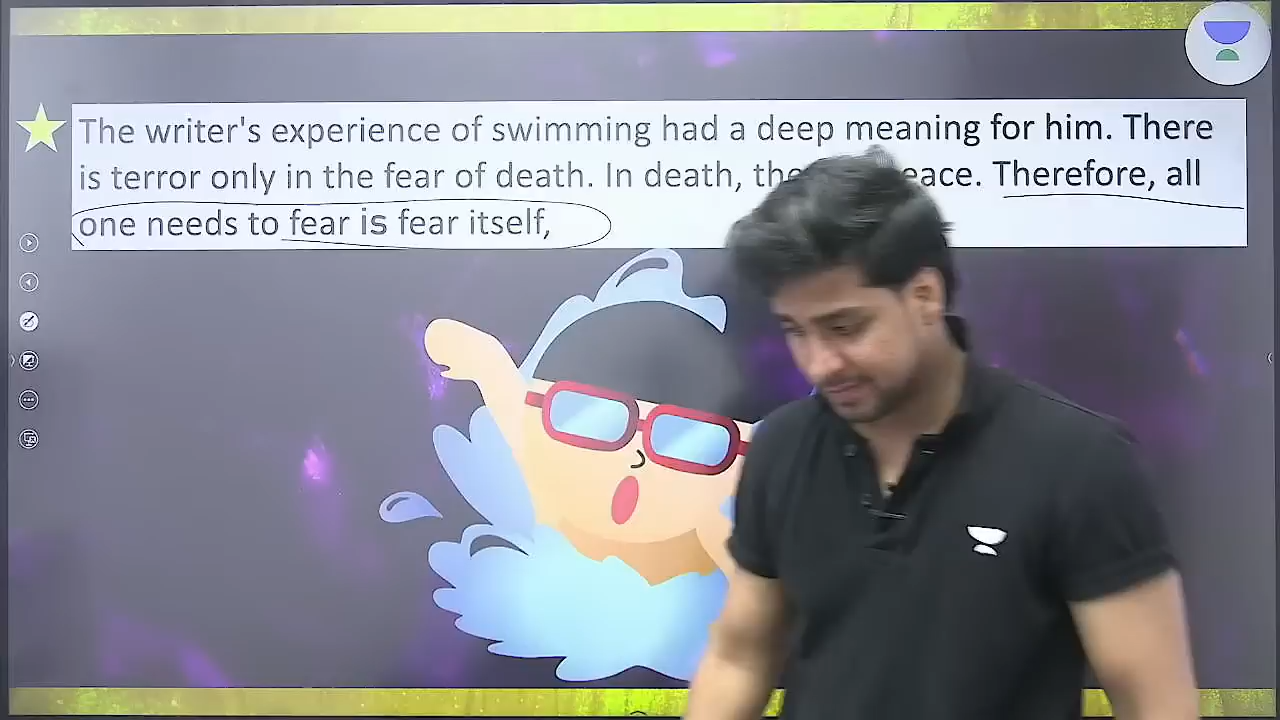 The writer's experience of swimming had a deep meaning for him. There
is terror only in the fear of death. In death, eace. Therefore, all
one needs to fear is fear itself,